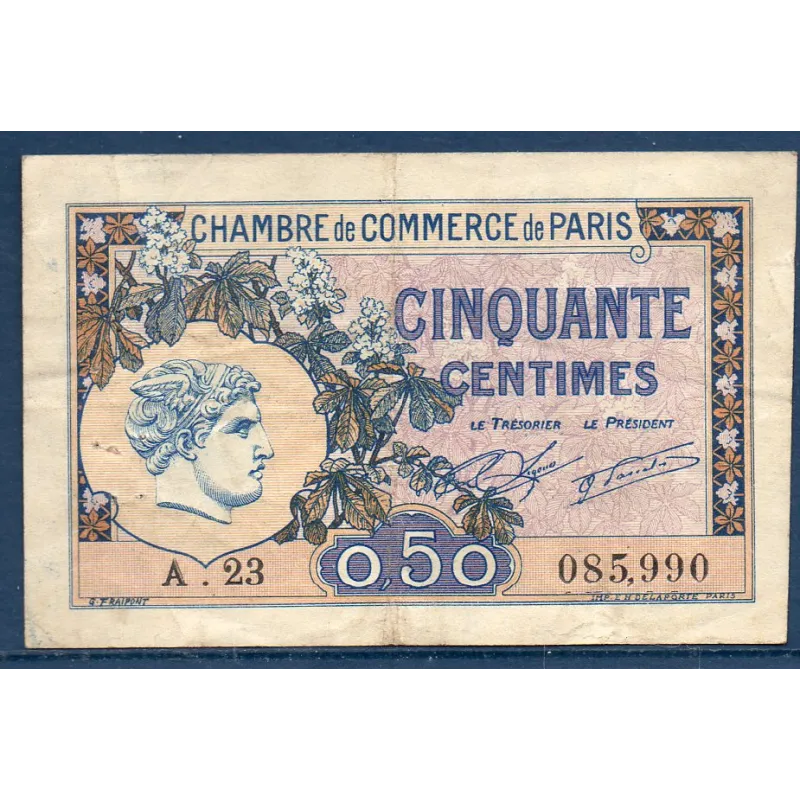 CHAMBRE de COMMERCE de PARIS
CINQUANTE
CENTIMES
LE TRÉSORIER LE PRÉSIDENT
A . 23
0,50
085,990
G. FRAIPONT
IMP. E.H. DELAPORTE PARIS